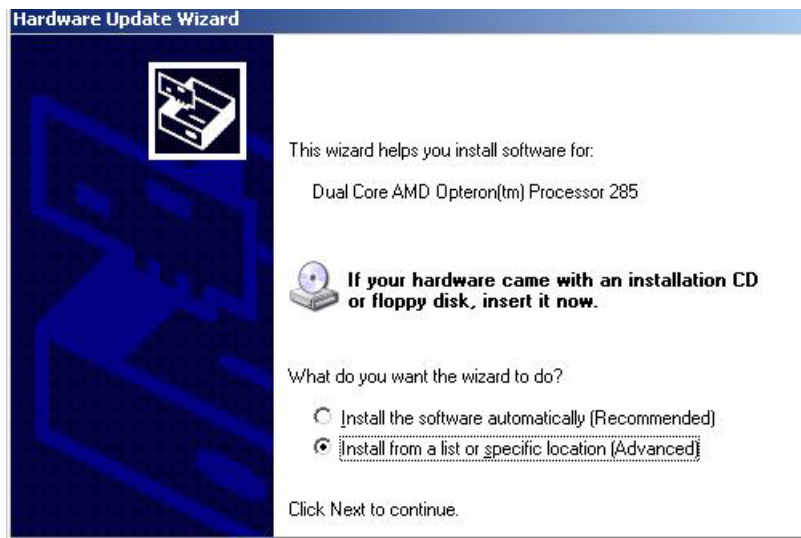 Hardware Update Wizard
This wizard helps you install software for:
Dual Core AMD Opteron(tm) Processor 285
If your hardware came with an installation CD
or floppy disk, insert it now.
What do you want the wizard to do?
Install the software automatically (Recommended)
Install from a list or specific location (Advanced)
Click Next to continue.